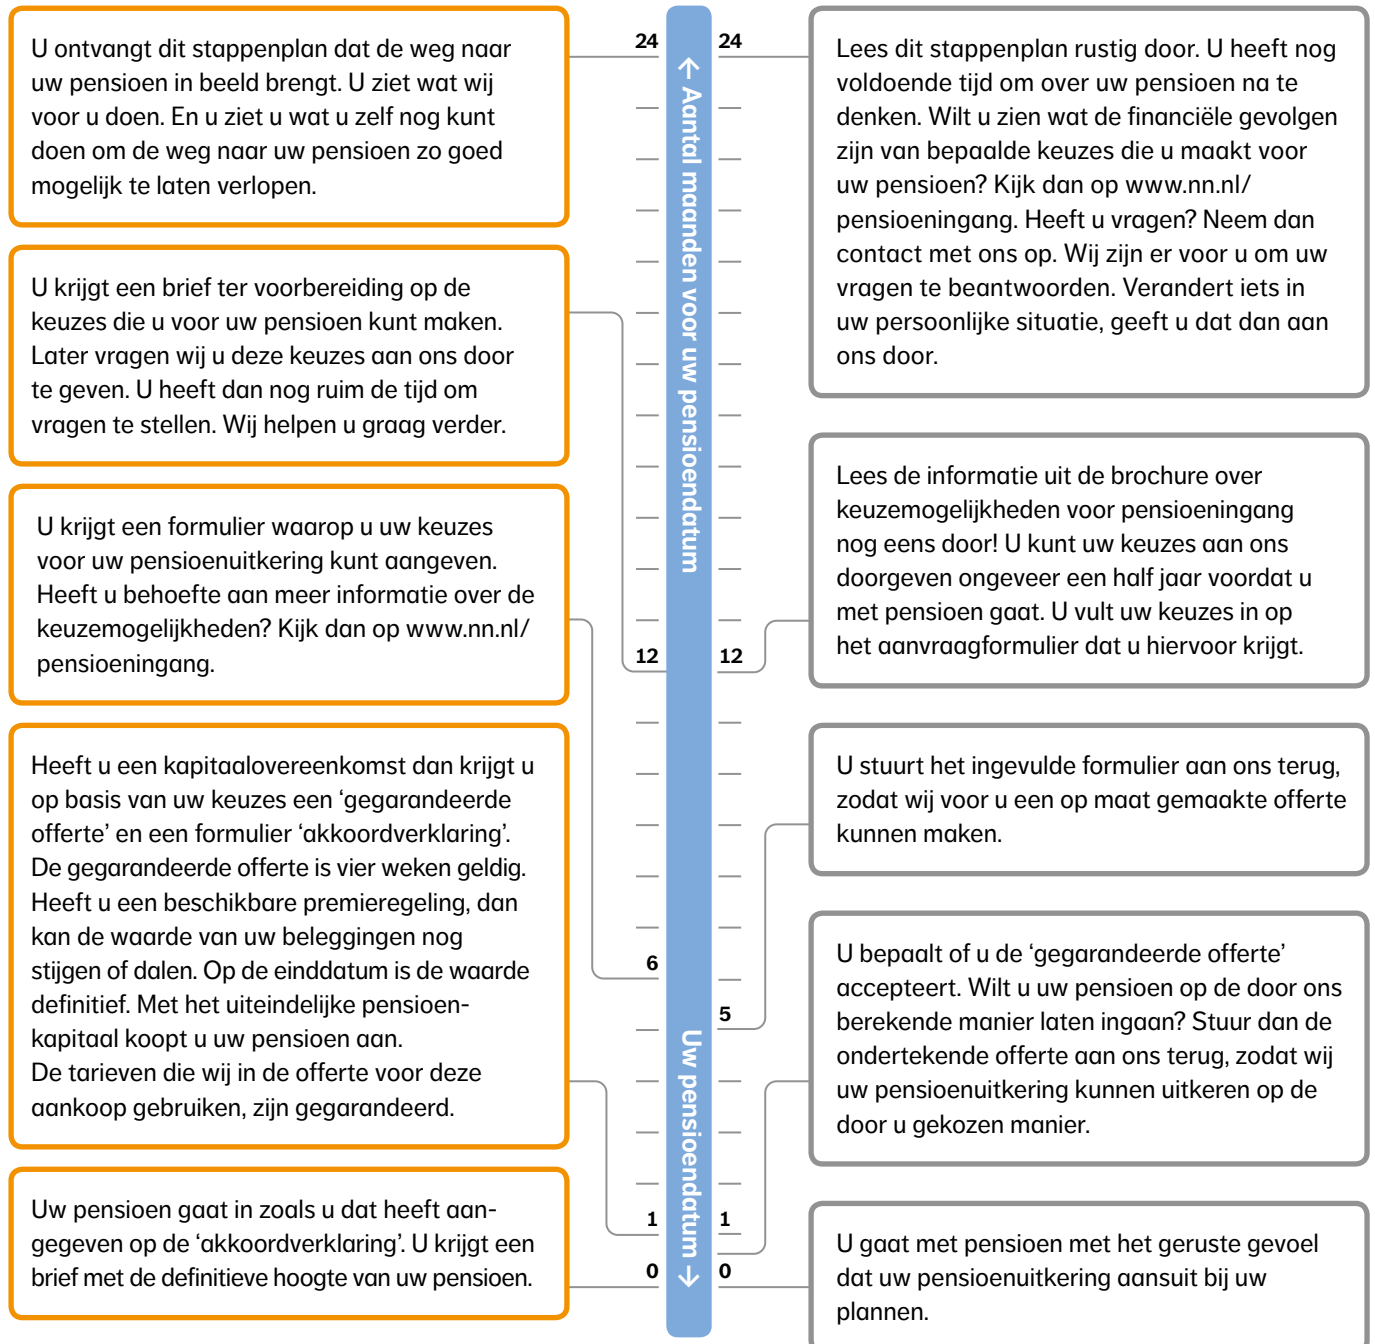 U ontvangt dit stappenplan dat de weg naar
uw pensioen in beeld brengt. U ziet wat wij
voor u doen. En u ziet u wat u zelf nog kunt
doen om de weg naar uw pensioen zo goed
mogelijk te laten verlopen.
U krijgt een brief ter voorbereiding op de
keuzes die u voor uw pensioen kunt maken.
Later vragen wij u deze keuzes aan ons door
te geven. U heeft dan nog ruim de tijd om
vragen te stellen. Wij helpen u graag verder.
U krijgt een formulier waarop u uw keuzes
voor uw pensioenuitkering kunt aangeven.
Heeft u behoefte aan meer informatie over de
keuzemogelijkheden? Kijk dan op www.nn.nl/
pensioeningang.
Heeft u een kapitaalovereenkomst dan krijgt u
op basis van uw keuzes een ‘gegarandeerde
offerte’ en een formulier ‘akkoordverklaring’.
De gegarandeerde offerte is vier weken geldig.
Heeft u een beschikbare premieregeling, dan
kan de waarde van uw beleggingen nog
stijgen of dalen. Op de einddatum is de waarde
definitief. Met het uiteindelijke pensioen-
kapitaal koopt u uw pensioen aan.
De tarieven die wij in de offerte voor deze
aankoop gebruiken, zijn gegarandeerd.
Uw pensioen gaat in zoals u dat heeft aan-
gegeven op de ‘akkoordverklaring’. U krijgt een
brief met de definitieve hoogte van uw pensioen.
24
12
6
1
0
← Aantal maanden voor uw pensioendatum
Uw pensioendatum →
24
12
5
1
0
Lees dit stappenplan rustig door. U heeft nog
voldoende tijd om over uw pensioen na te
denken. Wilt u zien wat de financiële gevolgen
zijn van bepaalde keuzes die u maakt voor
uw pensioen? Kijk dan op www.nn.nl/
pensioeningang. Heeft u vragen? Neem dan
contact met ons op. Wij zijn er voor u om uw
vragen te beantwoorden. Verandert iets in
uw persoonlijke situatie, geeft u dat dan aan
ons door.
Lees de informatie uit de brochure over
keuzemogelijkheden voor pensioeningang
nog eens door! U kunt uw keuzes aan ons
doorgeven ongeveer een half jaar voordat u
met pensioen gaat. U vult uw keuzes in op
het aanvraagformulier dat u hiervoor krijgt.
U stuurt het ingevulde formulier aan ons terug,
zodat wij voor u een op maat gemaakte offerte
kunnen maken.
U bepaalt of u de ‘gegarandeerde offerte’
accepteert. Wilt u uw pensioen op de door ons
berekende manier laten ingaan? Stuur dan de
ondertekende offerte aan ons terug, zodat wij
uw pensioenuitkering kunnen uitkeren op de
door u gekozen manier.
U gaat met pensioen met het geruste gevoel
dat uw pensioenuitkering aansuit bij uw
plannen.